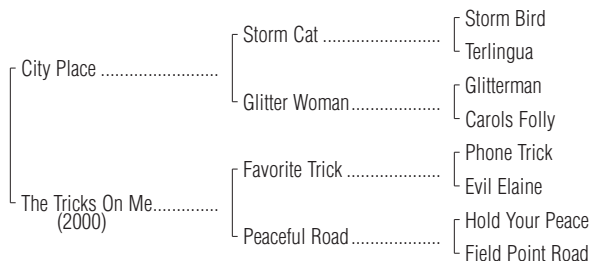 Storm Bird
Storm Cat ........................
Terlingua
City Place ........................
Glitterman
Glitter Woman..................
Carols Folly
Phone Trick
Favorite Trick ...................
Evil Elaine
The Tricks On Me.............
(2000)
Hold Your Peace
Peaceful Road..................
Field Point Road